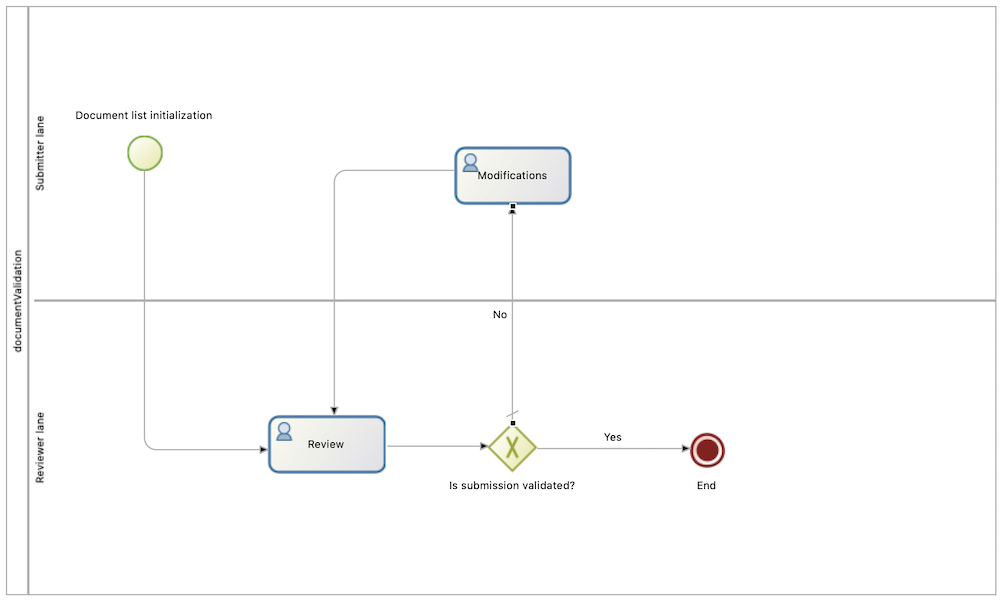 documentValidation
Submitter lane
Document list initialization
Modifications
No
Reviewer lane
Review
Yes
Is submission validated?
End